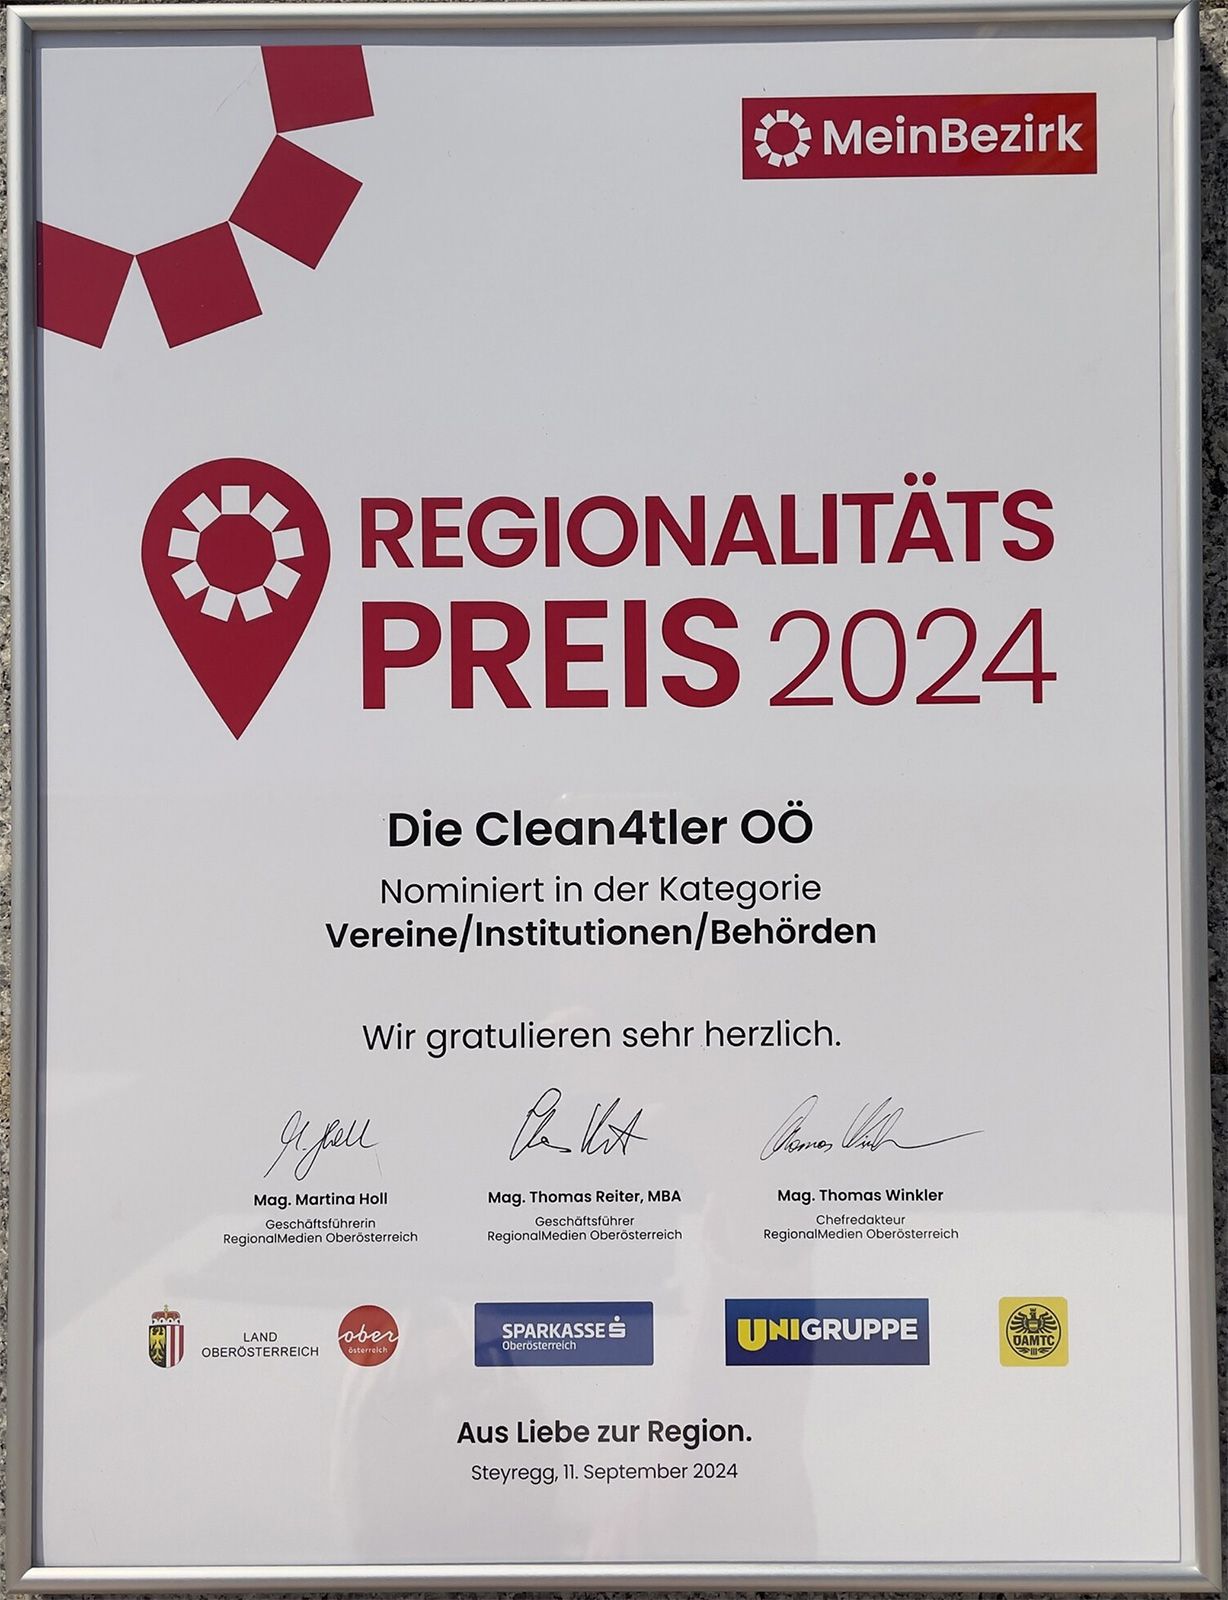 MeinBezirk
REGIONALITÄTS
PREIS 2024
Die Clean4tler OÖ
Nominiert in der Kategorie
Vereine/Institutionen/Behörden
Wir gratulieren sehr herzlich.
Mag. Martina Holl
Geschäftsführerin
RegionalMedien Oberösterreich
Mag. Thomas Reiter, MBA
Geschäftsführer
RegionalMedien Oberösterreich
Mag. Thomas Winkler
Chefredakteur
RegionalMedien Oberösterreich
LAND
OBERÖSTERREICH
ober
österreich
SPARKASSE
Oberösterreich
UNIGRUPPE
ÖAMTC
Aus Liebe zur Region.
Steyregg, 11. September 2024